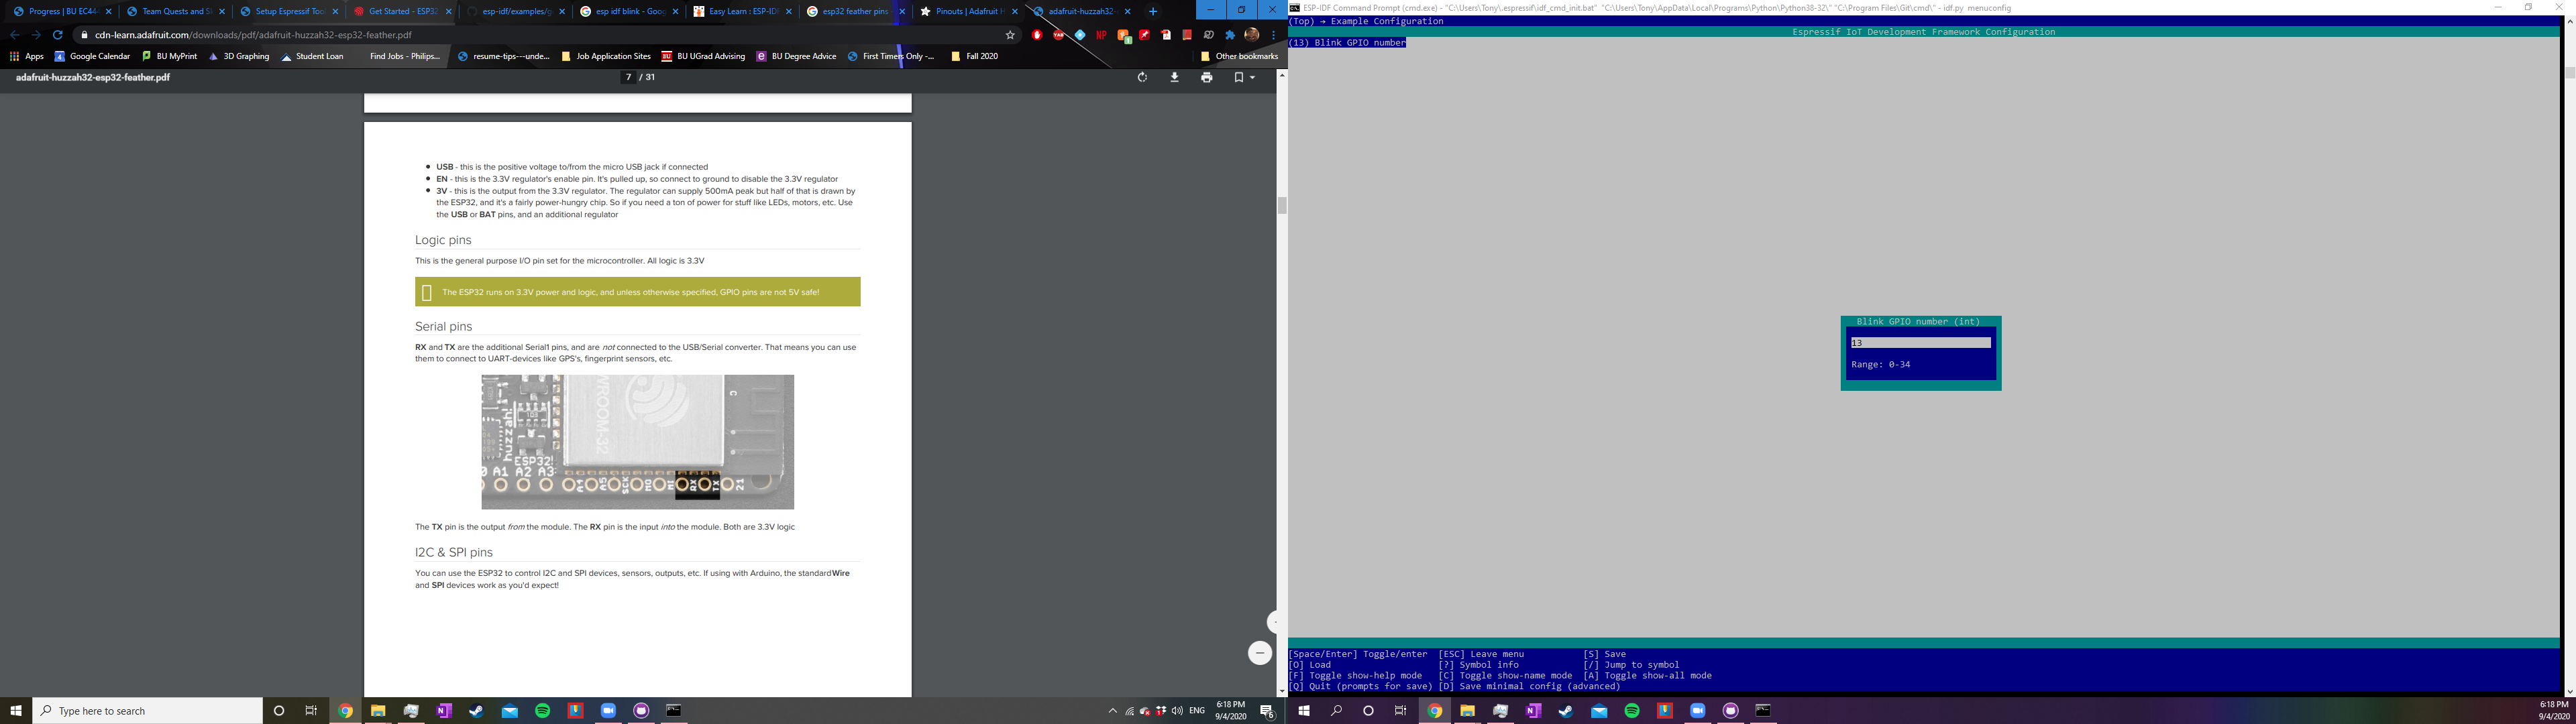 Progress | BU EC444
Team Quests and S
Setup Espressif Too
Get Started - ESP32
esp-idf/examples/g
esp idf blink - Goog
Easy Learn : ESP-IDF
esp32 feather pins
Pinouts | Adafruit H
adafruit-huzzah32-
cdn-learn.adafruit.com/downloads/pdf/adafruit-huzzah32-esp32-feather.pdf
Apps
Google Calendar
BU MyPrint
3D Graphing
Student Loan
Find Jobs - Philips...
resume-tips---unde...
Job Application Sites
BU UGrad Advising
BU Degree Advice
First Timers Only -...
Fall 2020
Other bookmarks
adafruit-huzzah32-esp32-feather.pdf
7 / 31
• USB - this is the positive voltage to/from the micro USB jack if connected
• EN - this is the 3.3V regulator's enable pin. It's pulled up, so connect to ground to disable the 3.3V regulator
• 3V - this is the output from the 3.3V regulator. The regulator can supply 500mA peak but half of that is drawn by
the ESP32, and it's a fairly power-hungry chip. So if you need a ton of power for stuff like LEDs, motors, etc. Use
the USB or BAT pins, and an additional regulator
Logic pins
This is the general purpose I/O pin set for the microcontroller. All logic is 3.3V
The ESP32 runs on 3.3V power and logic, and unless otherwise specified, GPIO pins are not 5V safe!
Serial pins
RX and TX are the additional Serial1 pins, and are not connected to the USB/Serial converter. That means you can use
them to connect to UART-devices like GPS's, fingerprint sensors, etc.
WROOM-32
huzzah!
ESP32!
0 A1 A2 A3
A4 A5 SCK MO MI RX TX 21
The TX pin is the output from the module. The RX pin is the input into the module. Both are 3.3V logic
I2C & SPI pins
You can use the ESP32 to control I2C and SPI devices, sensors, outputs, etc. If using with Arduino, the standard Wire
and SPI devices work as you'd expect!
Type here to search
ENG
6:18 PM
9/4/2020
ESP-IDF Command Prompt (cmd.exe) - "C:\Users\Tony\.espressif\idf_cmd_init.bat" "C:\Users\Tony\AppData\Local\Programs\Python\Python38-32\" "C:\Program Files\Git\cmd\" - idf.py menuconfig
(Top) → Example Configuration
Espressif IoT Development Framework Configuration
(13) Blink GPIO number
Blink GPIO number (int)
13
Range: 0-34
[Space/Enter] Toggle/enter [ESC] Leave menu [S] Save
[O] Load [?] Symbol info [/] Jump to symbol
[F] Toggle show-help mode [C] Toggle show-name mode [A] Toggle show-all mode
[Q] Quit (prompts for save) [D] Save minimal config (advanced)
6:18 PM
9/4/2020